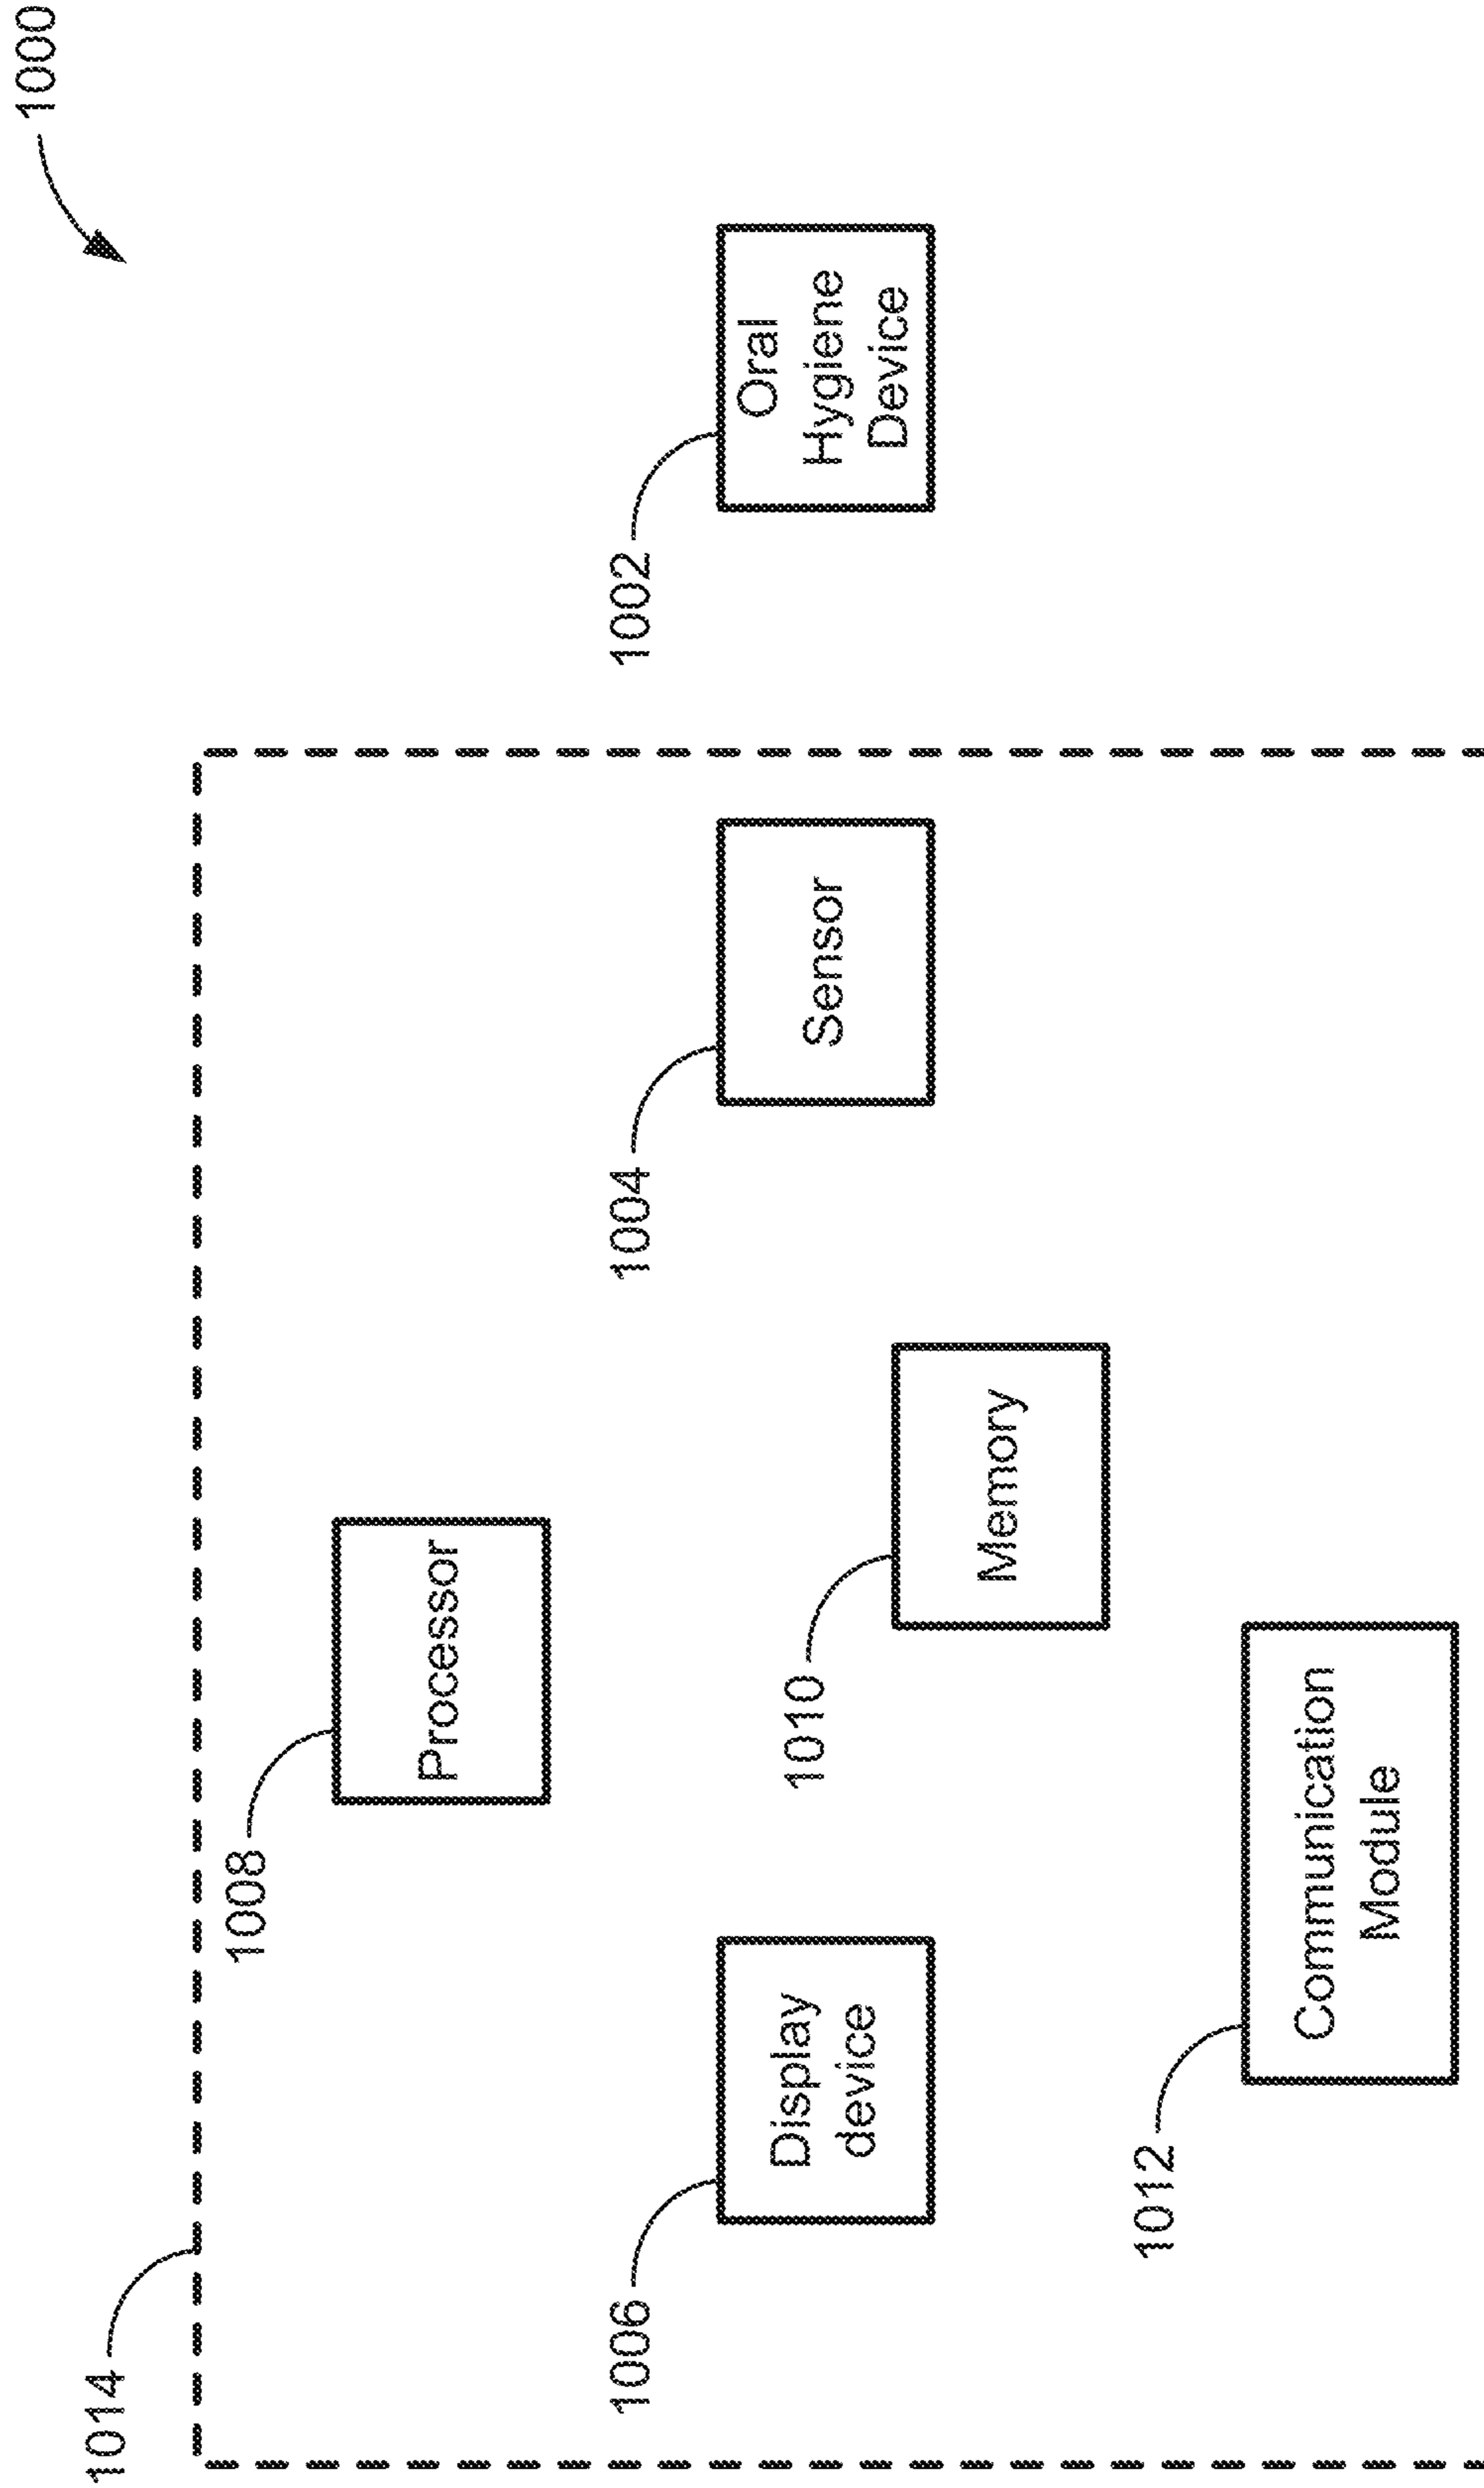 1000
1014
1008
Processor
1006
Display
device
1004
Sensor
1002
Oral
Hygiene
Device
1010
Memory
1012
Communication
Module